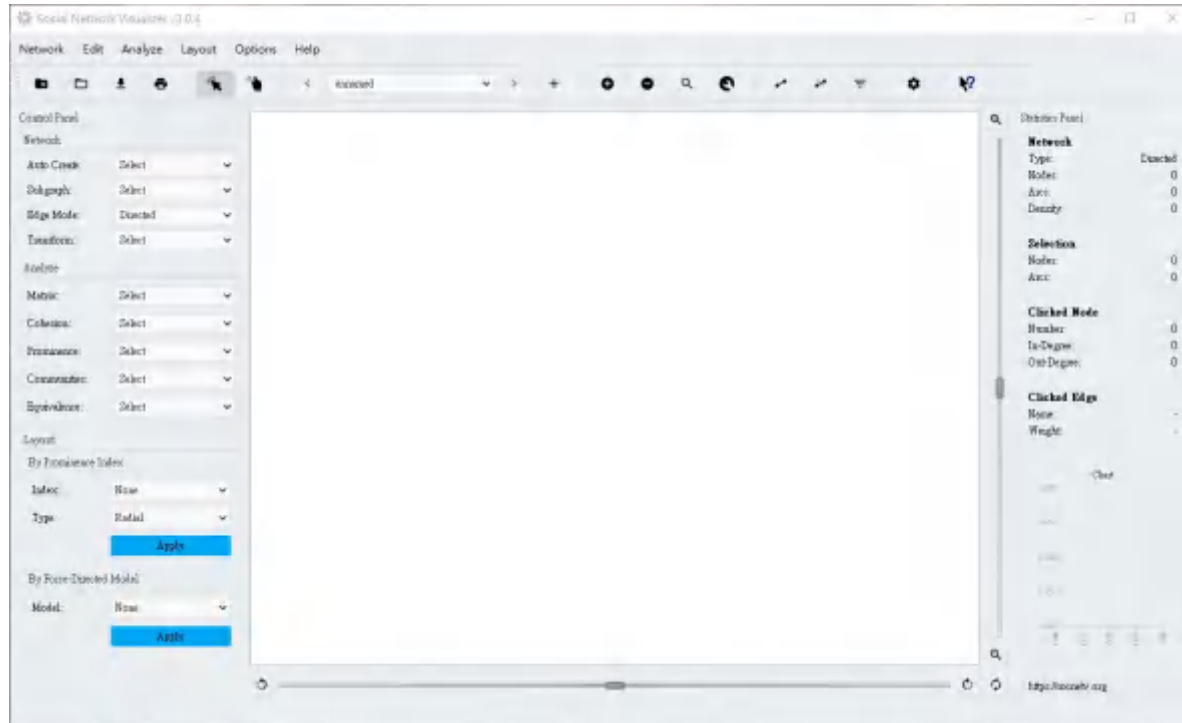 Social Network Visualizer 3.0.4
Network Edit Analyze Layout Options Help
unnamed
Control Panel
Network
Auto Create: Select
Subgraph: Select
Edge Mode: Directed
Transform: Select
Analyze
Matrix: Select
Cohesion: Select
Prominence: Select
Communities: Select
Equivalence: Select
Layout
By Prominence Index
Index: None
Type: Radial
Apply
By Force-Directed Model
Model: None
Apply
Statistics Panel
Network
Type: Directed
Nodes: 0
Arcs: 0
Density: 0
Selection
Nodes: 0
Arcs: 0
Clicked Node
Number: 0
In-Degree: 0
Out-Degree: 0
Clicked Edge
Name: -
Weight: -
Chart
https://socnetv.org